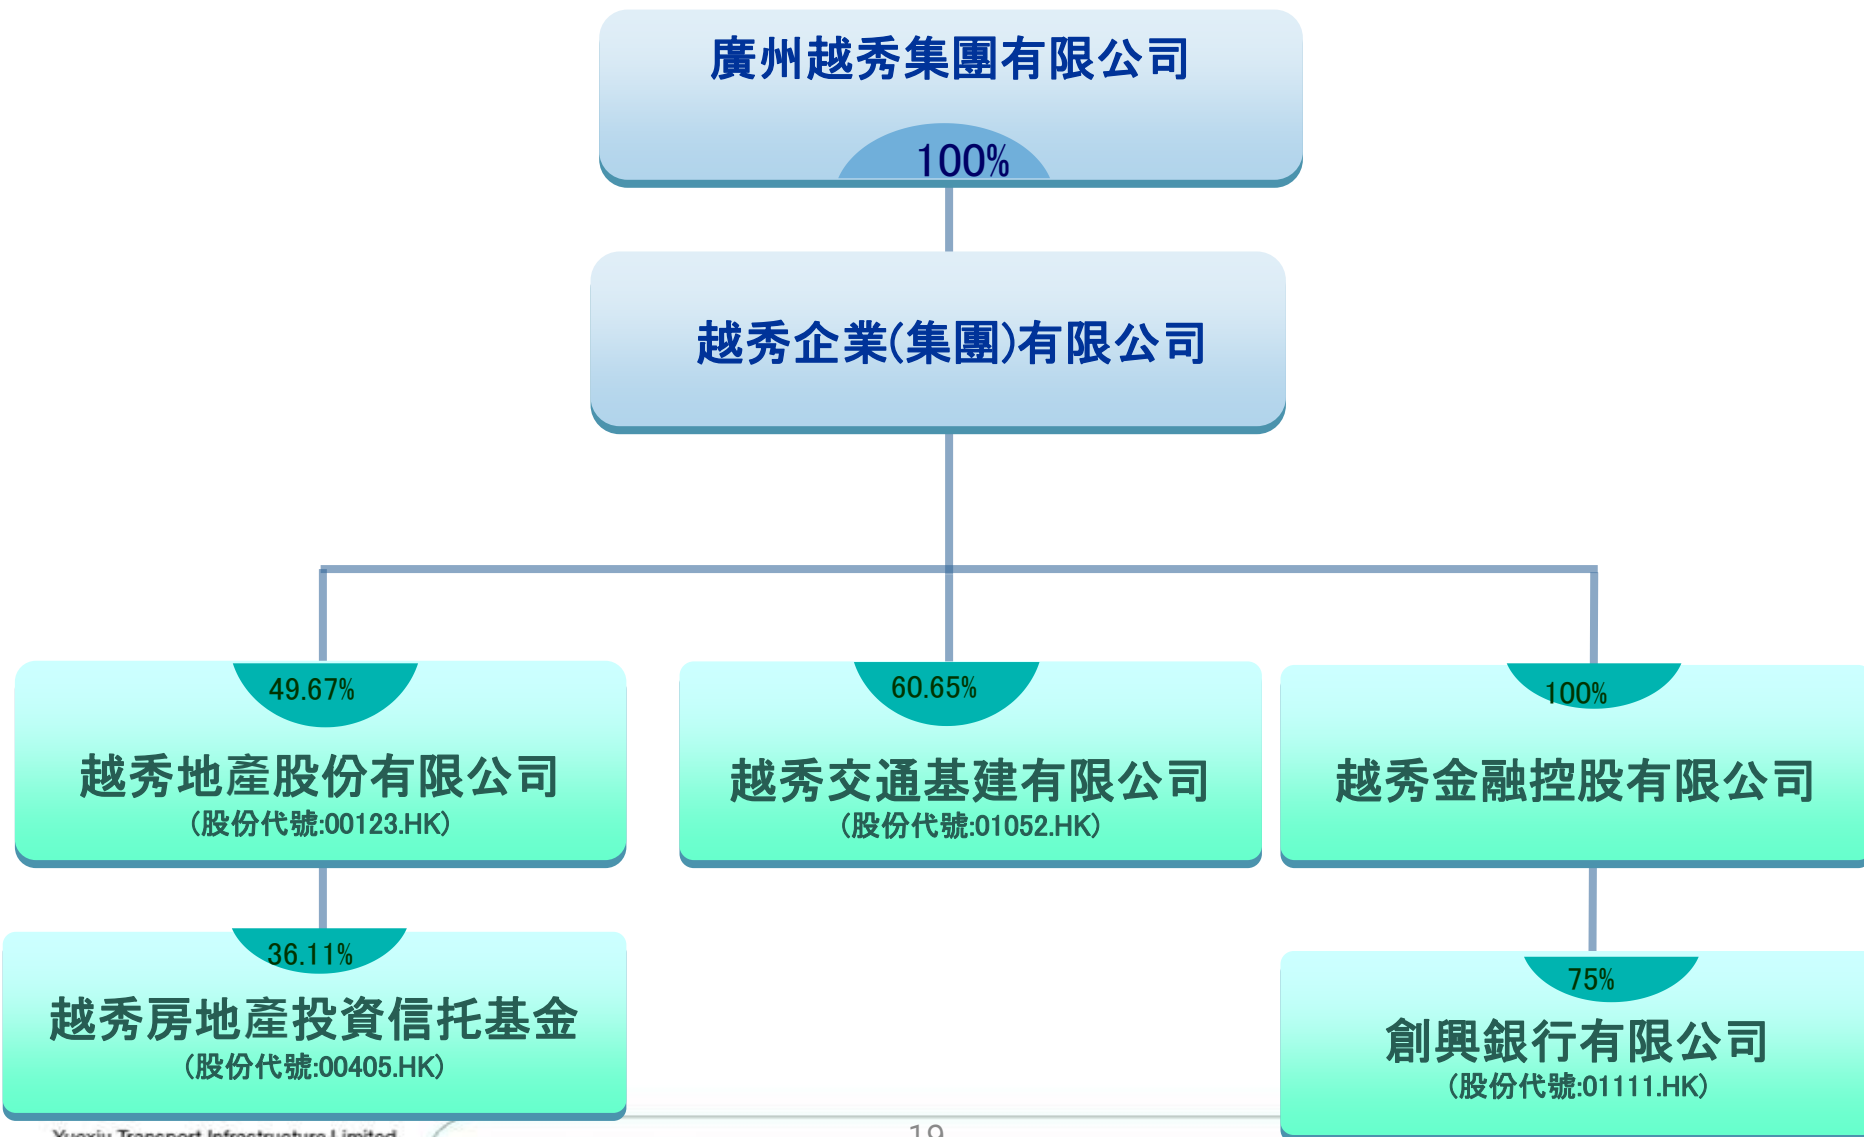 廣州越秀集團有限公司
100%
越秀企業(集團)有限公司
49.67%
越秀地產股份有限公司
(股份代號:00123.HK)
60.65%
越秀交通基建有限公司
(股份代號:01052.HK)
100%
越秀金融控股有限公司
36.11%
越秀房地產投資信托基金
(股份代號:00405.HK)
75%
創興銀行有限公司
(股份代號:01111.HK)
Yuexiu Transport Infrastructure Limited
19